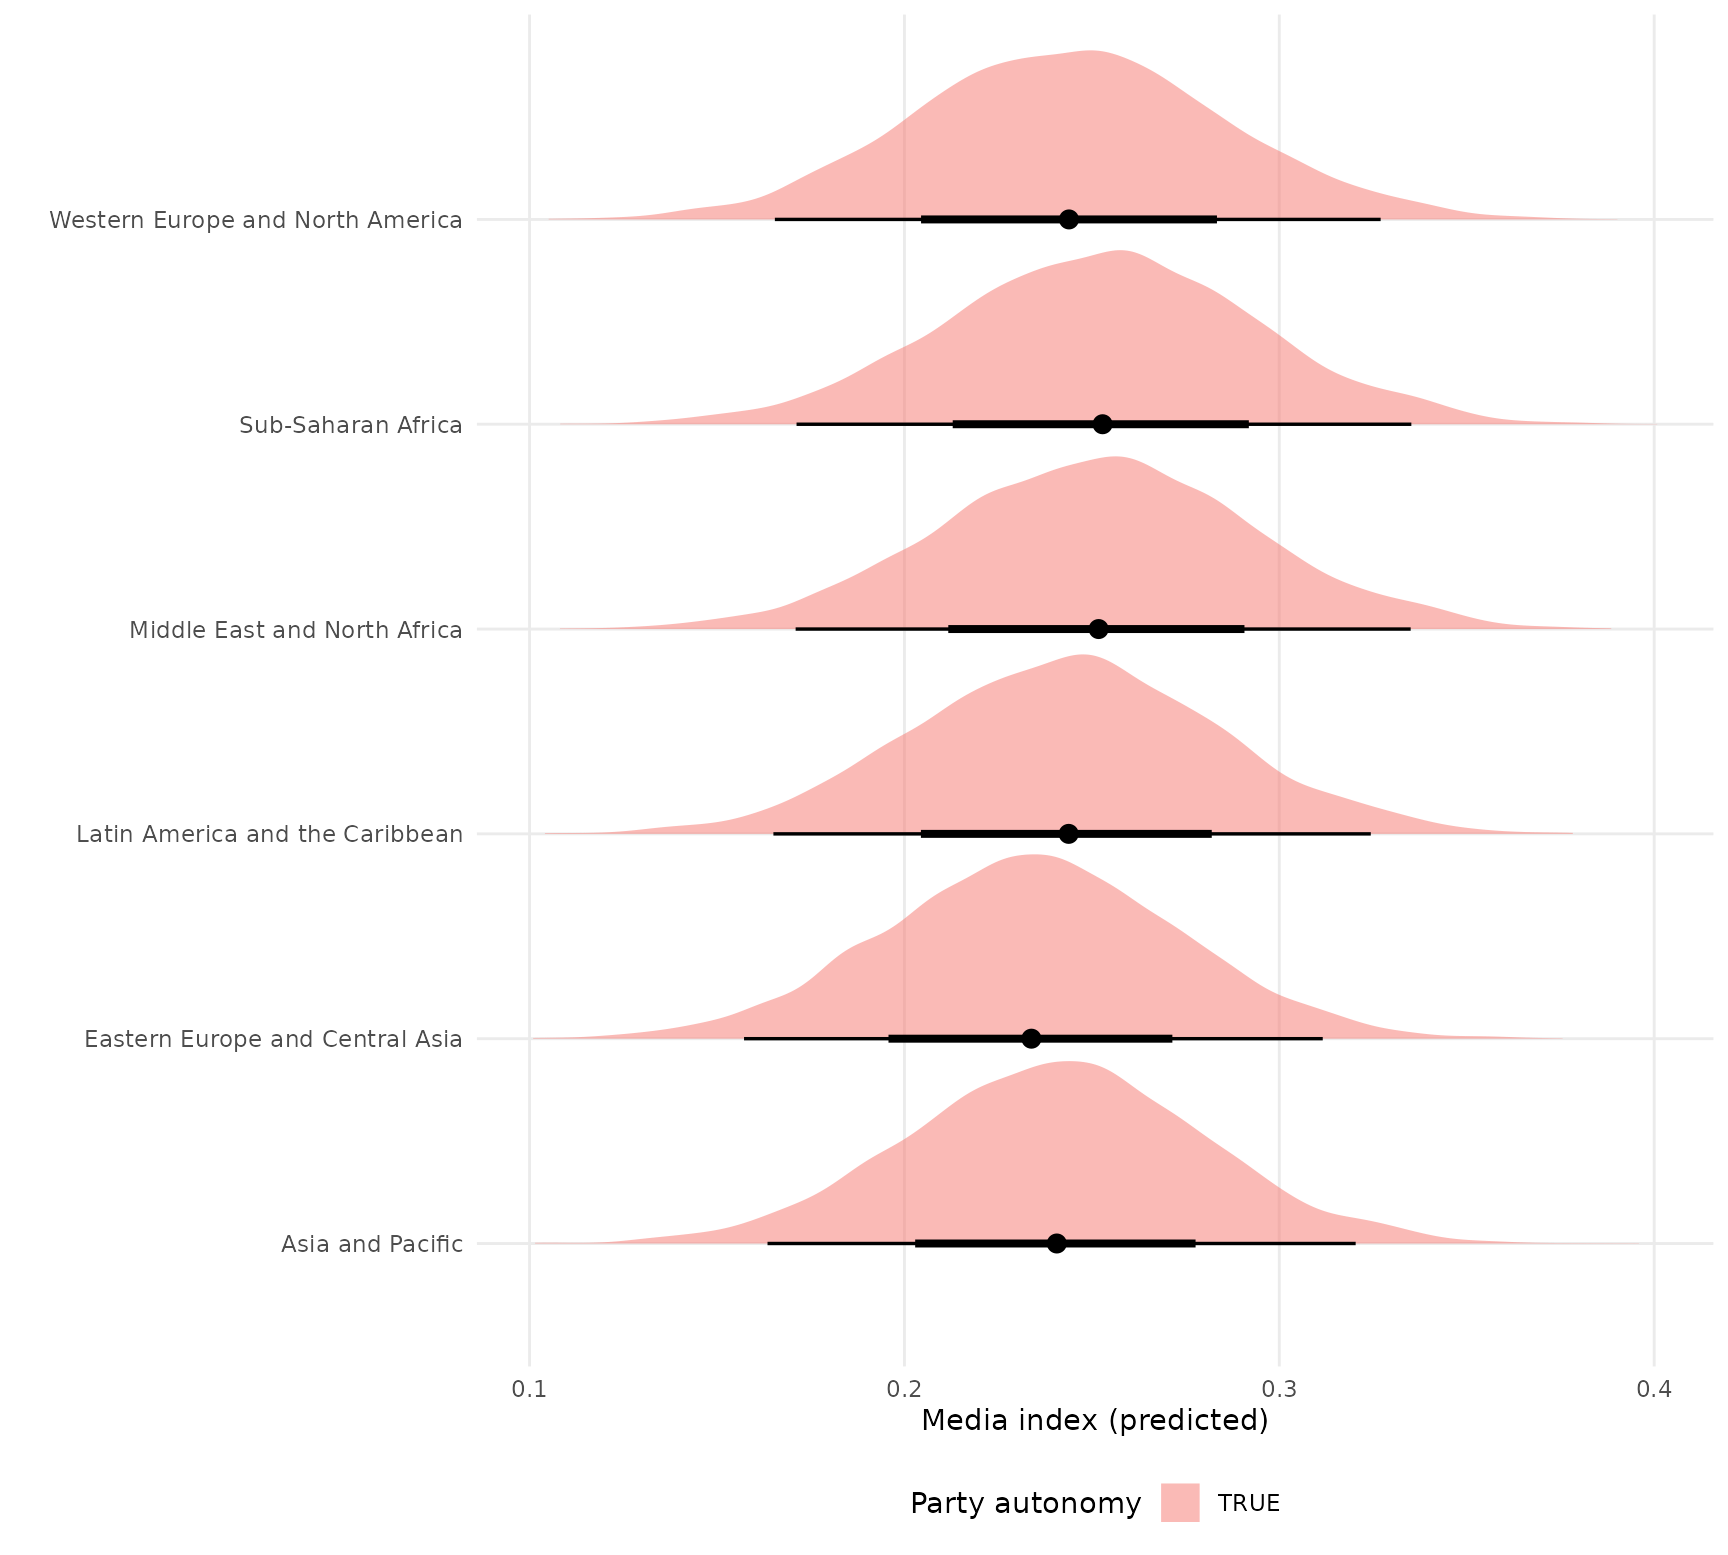 Western Europe and North America
Sub-Saharan Africa
Middle East and North Africa
Latin America and the Caribbean
Eastern Europe and Central Asia
Asia and Pacific
0.1 0.2 0.3 0.4
Media index (predicted)
Party autonomy TRUE